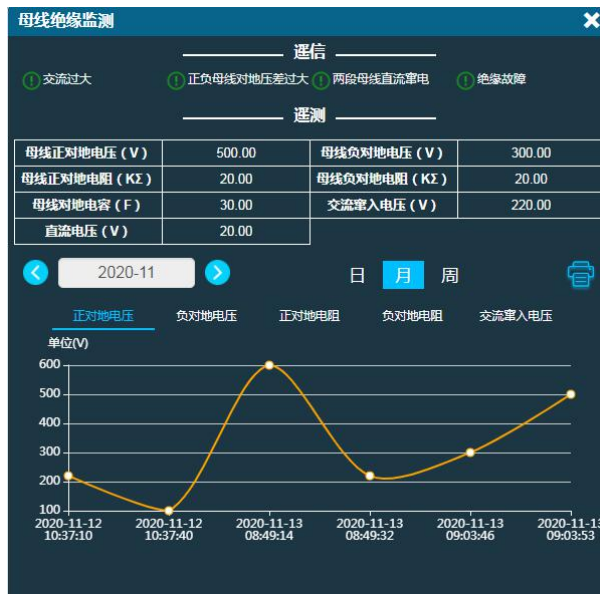 母线绝缘监测
遥信
交流过大 正负母线对地压差过大 两段母线直流窜电 绝缘故障
遥测
母线正对地电压(V) 500.00 母线负对地电压(V) 300.00
母线正对地电阻(KΣ) 20.00 母线负对地电阻(KΣ) 20.00
母线对地电容(F) 30.00 交流窜入电压(V) 220.00
直流电压(V) 20.00
2020-11 日 月 周
正对地电压 负对地电压 正对地电阻 负对地电阻 交流窜入电压
单位(V)
600
500
400
300
200
100
2020-11-12 2020-11-12 2020-11-13 2020-11-13 2020-11-13 2020-11-13
10:37:10 10:37:40 08:49:14 08:49:32 09:03:46 09:03:53